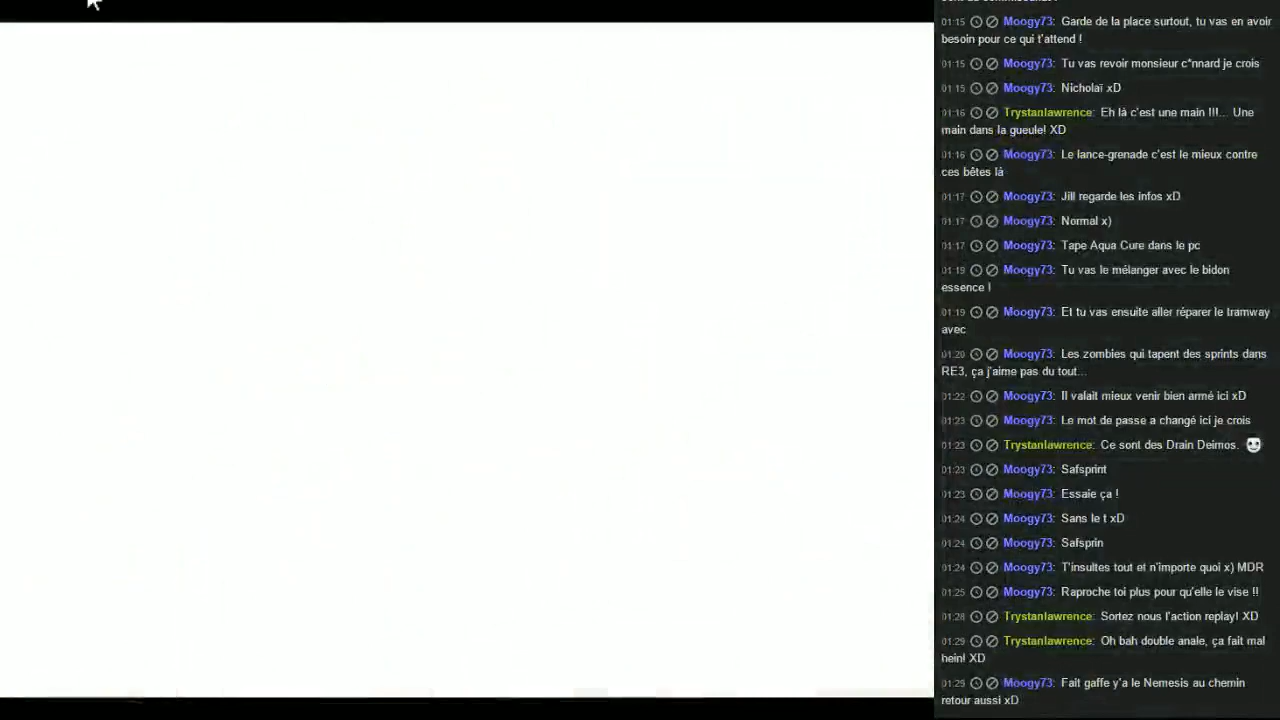 01:15 Moogy73: Garde de la place surtout, tu vas en avoir
besoin pour ce qui t'attend !
01:15 Moogy73: Tu vas revoir monsieur c*nnard je crois
01:15 Moogy73: Nicholaï xD
01:16 Trystanlawrence: Eh là c'est une main !!!... Une
main dans la gueule! XD
01:16 Moogy73: Le lance-grenade c'est le mieux contre
ces bêtes là
01:17 Moogy73: Jill regarde les infos xD
01:17 Moogy73: Normal x)
01:17 Moogy73: Tape Aqua Cure dans le pc
01:19 Moogy73: Tu vas le mélanger avec le bidon
essence !
01:19 Moogy73: Et tu vas ensuite aller réparer le tramway
avec
01:20 Moogy73: Les zombies qui tapent des sprints dans
RE3, ça j'aime pas du tout...
01:22 Moogy73: Il valait mieux venir bien armé ici xD
01:23 Moogy73: Le mot de passe a changé ici je crois
01:23 Trystanlawrence: Ce sont des Drain Deimos.
01:23 Moogy73: Safsprint
01:23 Moogy73: Essaie ça !
01:24 Moogy73: Sans le t xD
01:24 Moogy73: Safsprin
01:24 Moogy73: T'insultes tout et n'importe quoi x) MDR
01:25 Moogy73: Raproche toi plus pour qu'elle le vise !!
01:28 Trystanlawrence: Sortez nous l'action replay! XD
01:29 Trystanlawrence: Oh bah double anale, ça fait mal
hein! XD
01:29 Moogy73: Fait gaffe y'a le Nemesis au chemin
retour aussi xD